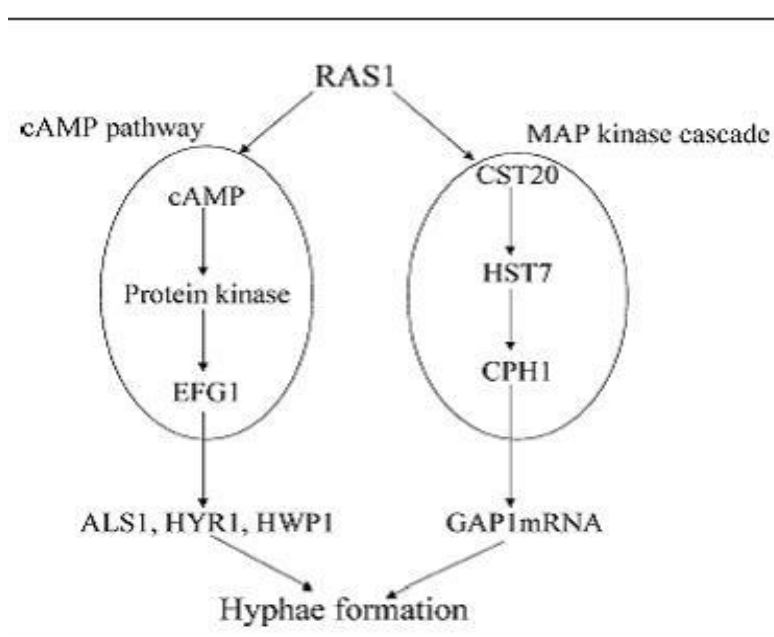 RAS1
cAMP pathway
MAP kinase cascade
cAMP
CST20
Protein kinase
HST7
EFG1
CPH1
ALS1, HYR1, HWP1
GAP1mRNA
Hyphae formation